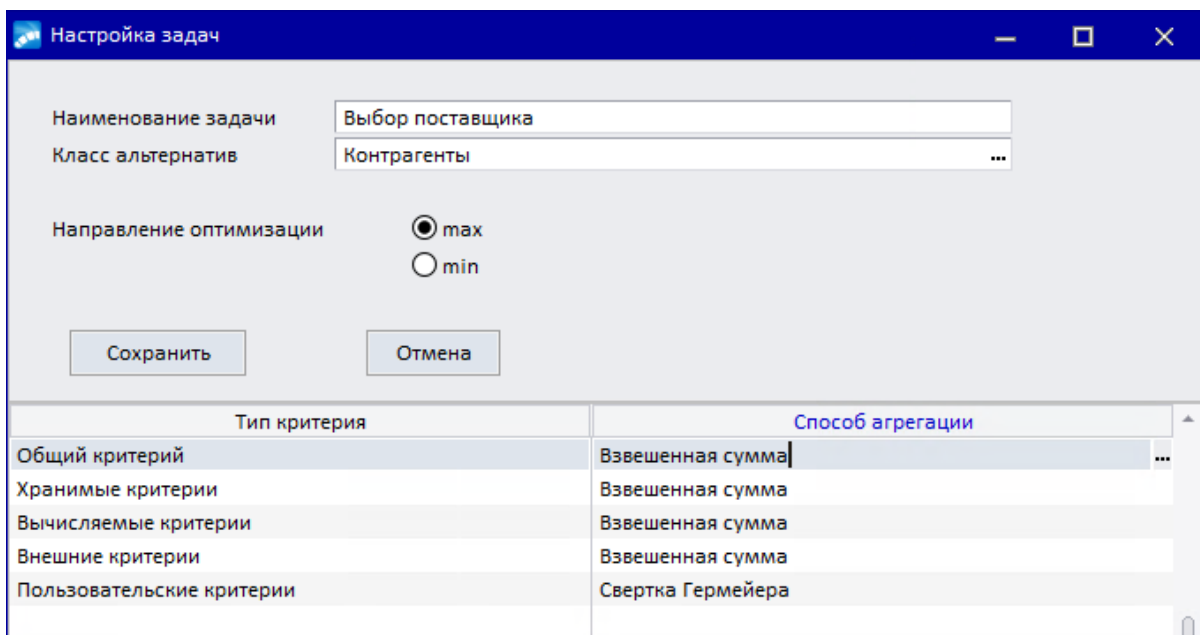 Настройка задач
Наименование задачи Выбор поставщика
Класс альтернатив Контрагенты ...
Направление оптимизации max
min
Сохранить Отмена
Тип критерия Способ агрегации
Общий критерий Взвешенная сумма ...
Хранимые критерии Взвешенная сумма
Вычисляемые критерии Взвешенная сумма
Внешние критерии Взвешенная сумма
Пользовательские критерии Свертка Гермейера